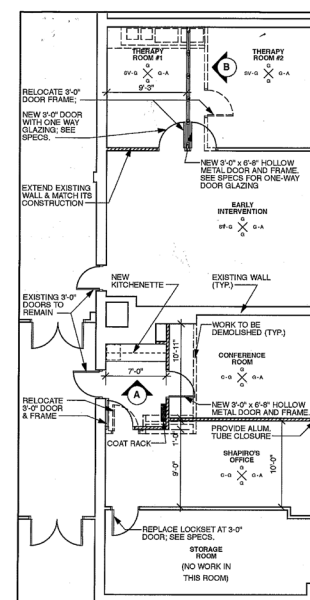 THERAPY
ROOM #1
G
SV-G G-A
G
9'-3"
THERAPY
ROOM #2
G
SV-G G-A
G
B
RELOCATE 3'-0"
DOOR FRAME;
NEW 3'-0" DOOR
WITH ONE WAY
GLAZING; SEE
SPECS.
NEW 3'-0" x 6'-8" HOLLOW
METAL DOOR AND FRAME.
SEE SPECS FOR ONE-WAY
DOOR GLAZING
EXTEND EXISTING
WALL & MATCH ITS
CONSTRUCTION
EARLY
INTERVENTION
G
G-A
G
NEW
KITCHENETTE
EXISTING WALL
(TYP.)
EXISTING 3'-0"
DOORS TO
REMAIN
WORK TO BE
DEMOLISHED (TYP.)
10'-11"
7'-0"
CONFERENCE
ROOM
G
C-G G-A
G
A
RELOCATE
3'-0" DOOR
& FRAME
NEW 3'-0" x 6'-8" HOLLOW
METAL DOOR AND FRAME.
PROVIDE ALUM.
TUBE CLOSURE
COAT RACK
1'-0"
SHAPIRO'S
OFFICE
G
C-G G-A
G
9'-0"
10'-0"
REPLACE LOCKSET AT 3'-0"
DOOR; SEE SPECS.
STORAGE
ROOM
(NO WORK IN
THIS ROOM)